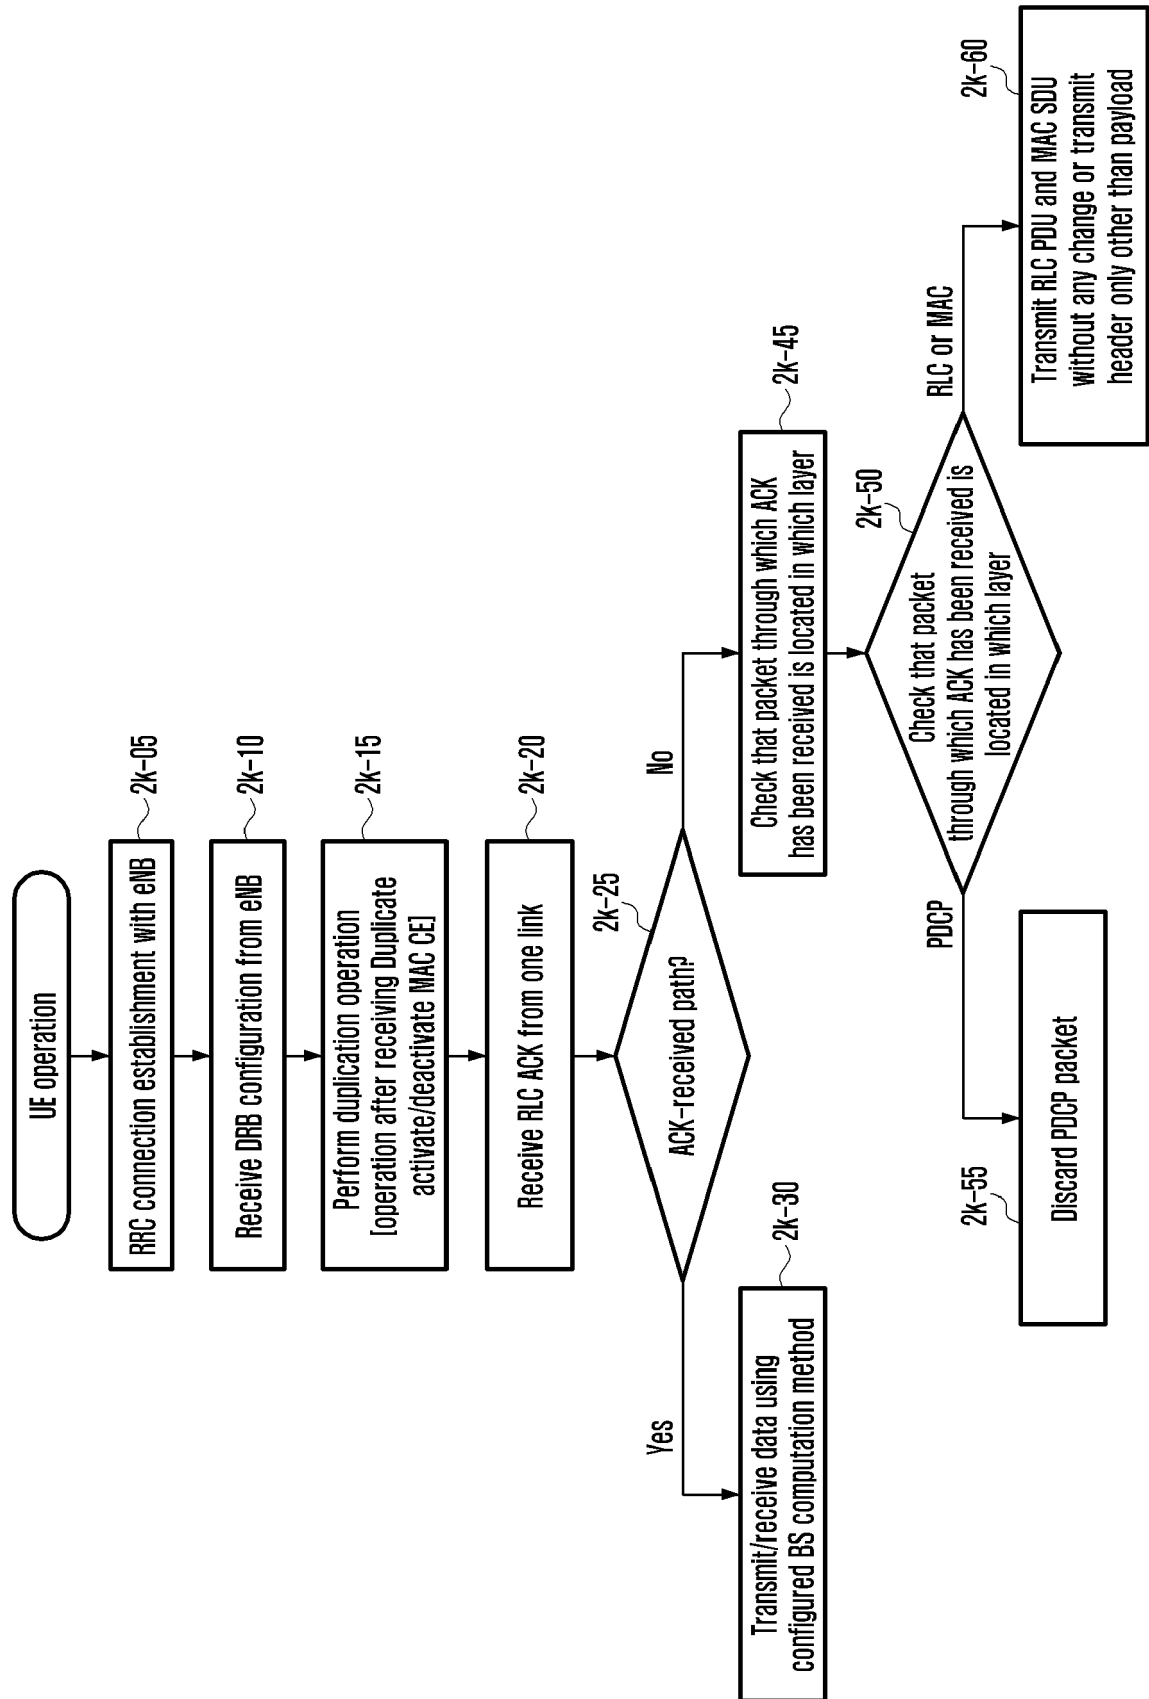 UE operation
RRC connection establishment with eNB
2k-05
Receive DRB configuration from eNB
2k-10
Perform duplication operation
[operation after receiving Duplicate
activate/deactivate MAC CE]
2k-15
Receive RLC ACK from one link
2k-20
ACK-received path?
2k-25
Yes
No
Transmit/receive data using
configured BS computation method
2k-30
Check that packet through which ACK
has been received is located in which layer
2k-45
Check that packet
through which ACK has been received is
located in which layer
2k-50
PDCP
RLC or MAC
Discard PDCP packet
2k-55
Transmit RLC PDU and MAC SDU
without any change or transmit
header only other than payload
2k-60